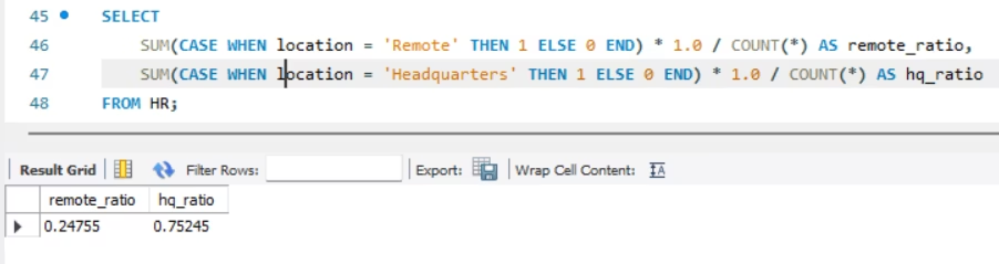 45 SELECT
46 SUM(CASE WHEN location = 'Remote' THEN 1 ELSE 0 END) * 1.0 / COUNT(*) AS remote_ratio,
47 SUM(CASE WHEN location = 'Headquarters' THEN 1 ELSE 0 END) * 1.0 / COUNT(*) AS hq_ratio
48 FROM HR;
Result Grid Filter Rows: Export: Wrap Cell Content: IA
remote_ratio hq_ratio
0.24755 0.75245